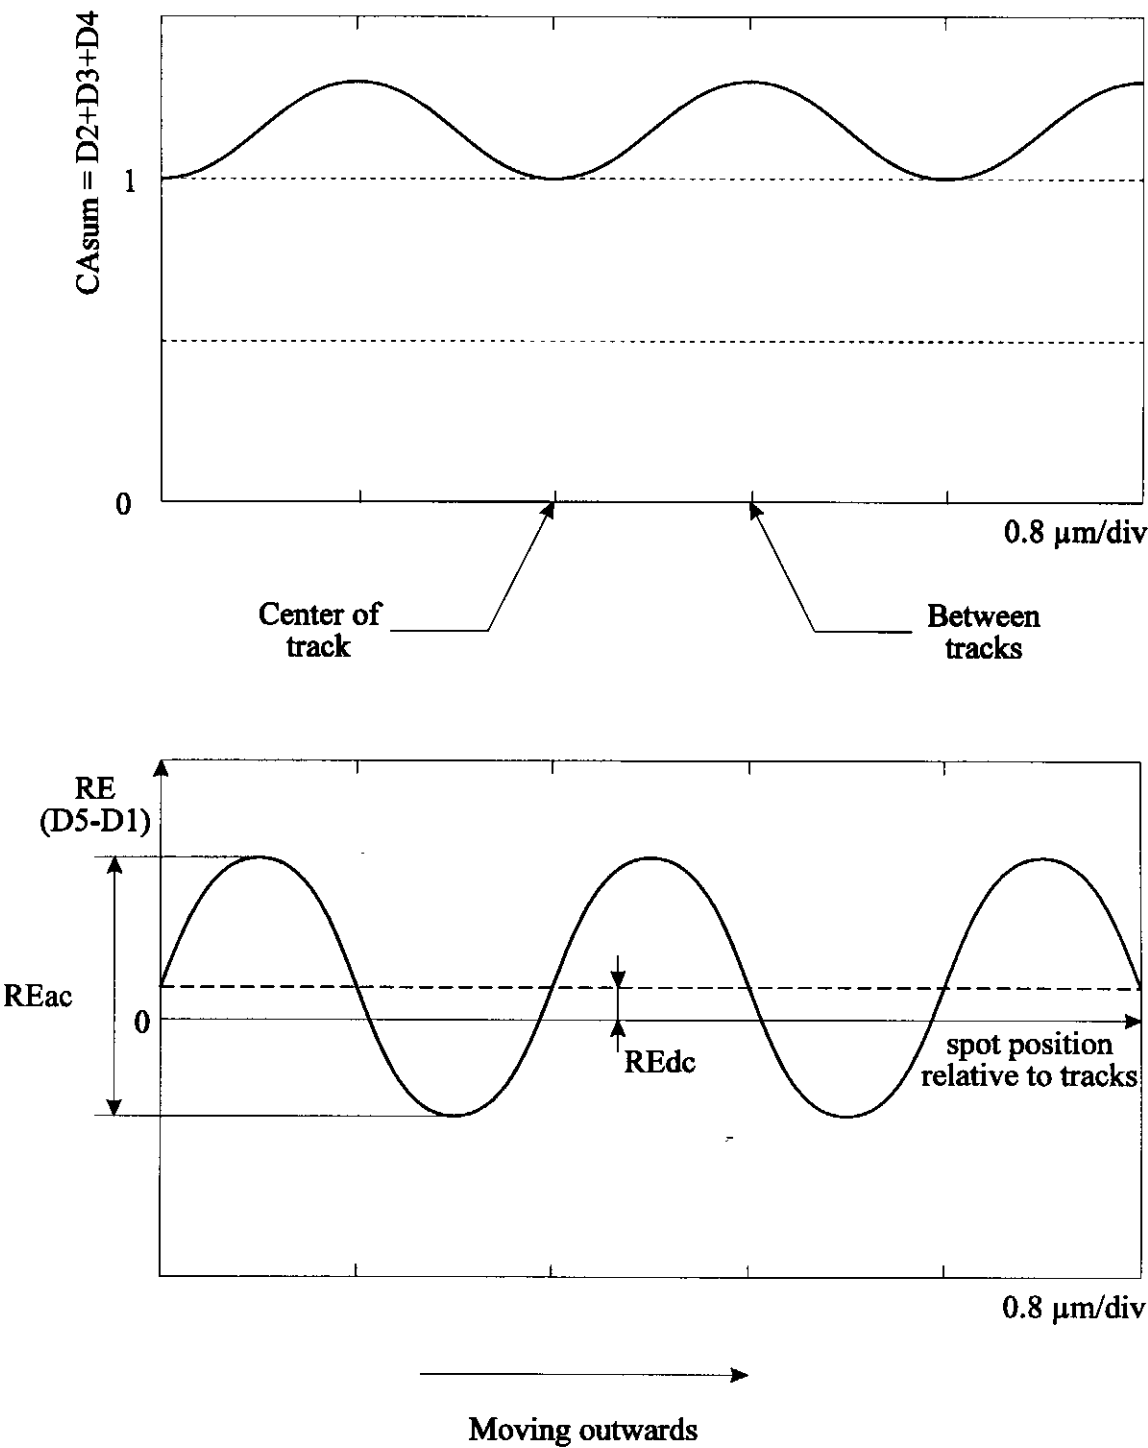 CAsum = D2+D3+D4
1
0
0.8 µm/div
Center of
track
Between
tracks
RE
(D5-D1)
REac
0
REdc
spot position
relative to tracks
0.8 µm/div
Moving outwards